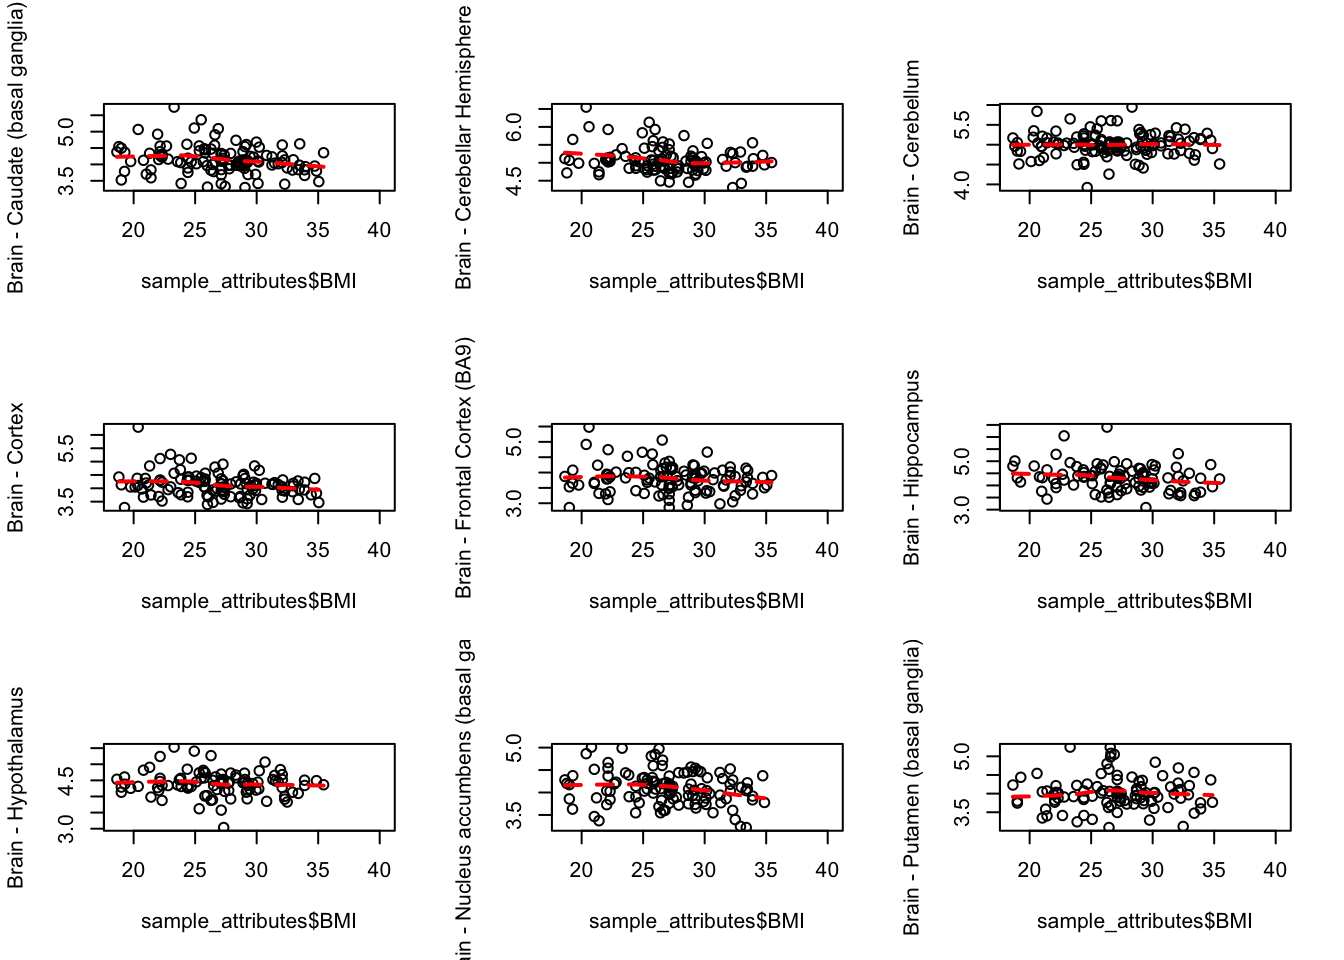 Brain - Caudate (basal ganglia)
3.5 5.0
20 25 30 35 40
sample_attributes$BMI
Brain - Cerebellar Hemisphere
4.5 6.0
20 25 30 35 40
sample_attributes$BMI
Brain - Cerebellum
4.0 5.5
20 25 30 35 40
sample_attributes$BMI
Brain - Cortex
3.5 5.5
20 25 30 35 40
sample_attributes$BMI
Brain - Frontal Cortex (BA9)
3.0 5.0
20 25 30 35 40
sample_attributes$BMI
Brain - Hippocampus
3.0 5.0
20 25 30 35 40
sample_attributes$BMI
Brain - Hypothalamus
3.0 4.5
20 25 30 35 40
sample_attributes$BMI
ain - Nucleus accumbens (basal ga
3.5 5.0
20 25 30 35 40
sample_attributes$BMI
Brain - Putamen (basal ganglia)
3.5 5.0
20 25 30 35 40
sample_attributes$BMI